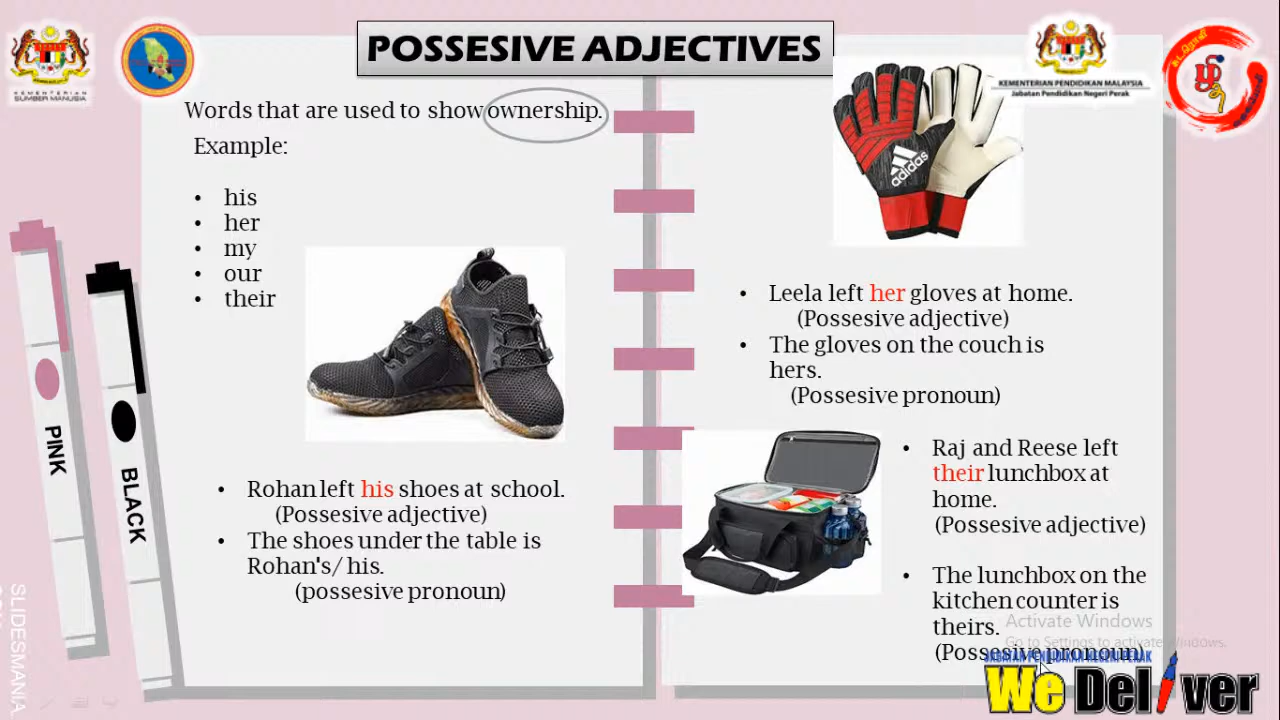 POSSESIVE ADJECTIVES
KEMENTERIAN
SUMBER MANUSIA
KEMENTERIAN PENDIDIKAN MALAYSIA
Jabatan Pendidikan Negeri Perak
Words that are used to show ownership.
Example:
• his
• her
• my
• our
• their
PINK
BLACK
Rohan left his shoes at school.
(Possesive adjective)
The shoes under the table is
Rohan's/ his.
(possesive pronoun)
adidas
Leela left her gloves at home.
(Possesive adjective)
The gloves on the couch is
hers.
(Possesive pronoun)
Raj and Reese left
their lunchbox at
home.
(Possesive adjective)
The lunchbox on the
kitchen counter is
theirs.
(Possesive pronoun)
Activate Windows
Go to Settings to activate Windows.
JABATAN PENDIDIKAN NEGERI PERAK
We Deliver
SLIDESMANIA.